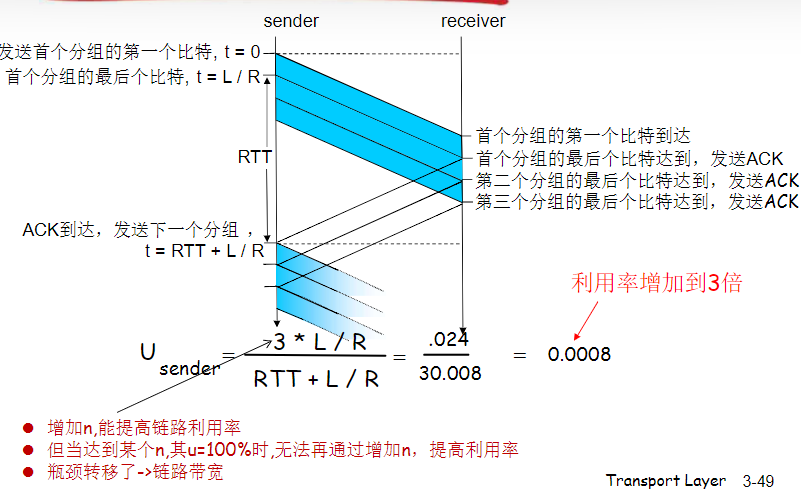 sender
receiver
发送首个分组的第一个比特, t = 0
首个分组的最后个比特, t = L / R
RTT
首个分组的第一个比特到达
首个分组的最后个比特达到，发送ACK
第二个分组的最后个比特达到，发送ACK
第三个分组的最后个比特达到，发送ACK
ACK到达，发送下一个分组，
t = RTT + L / R
利用率增加到3倍
U sender = 3 * L / R / RTT + L / R = .024 / 30.008 = 0.0008
增加n,能提高链路利用率
但当达到某个n,其u=100%时,无法再通过增加n，提高利用率
瓶颈转移了->链路带宽
Transport Layer 3-49